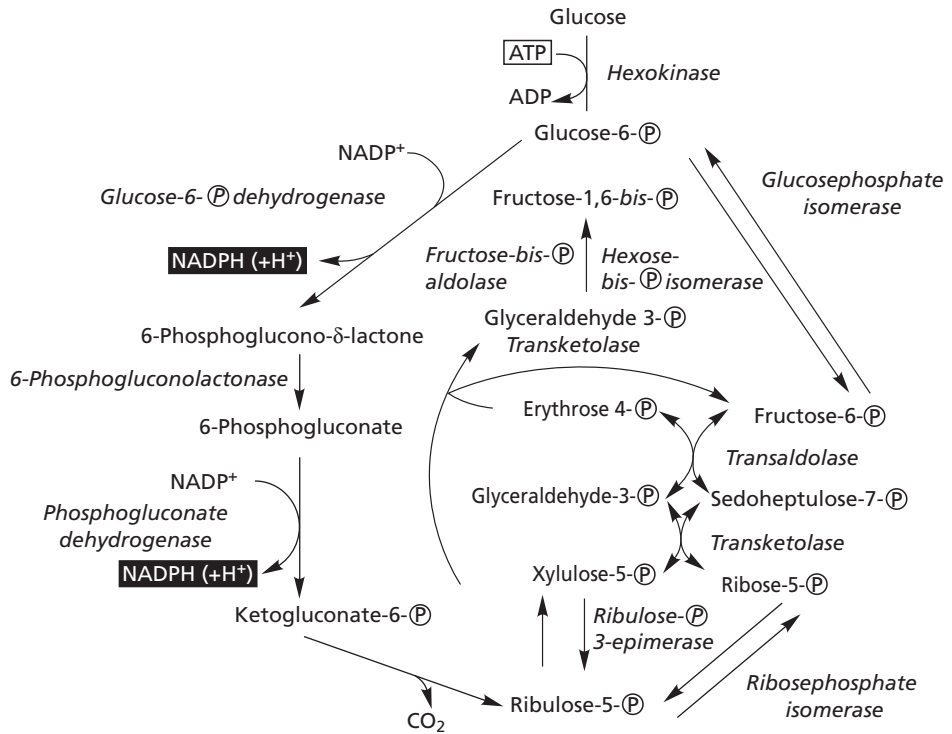 Glucose
ATP
Hexokinase
ADP
Glucose-6-Ⓟ
NADP⁺
Glucose-6-Ⓟ dehydrogenase
NADPH (+H⁺)
Glucosephosphate
isomerase
Fructose-1,6-bis-Ⓟ
Fructose-bis-Ⓟ
aldolase
Hexose-
bis-Ⓟ isomerase
Glyceraldehyde 3-Ⓟ
Transketolase
6-Phosphoglucono-δ-lactone
6-Phosphogluconolactonase
6-Phosphogluconate
Erythrose 4-Ⓟ
Fructose-6-Ⓟ
Transaldolase
NADP⁺
Phosphogluconate
dehydrogenase
NADPH (+H⁺)
Glyceraldehyde-3-Ⓟ
Sedoheptulose-7-Ⓟ
Transketolase
Xylulose-5-Ⓟ
Ribose-5-Ⓟ
Ketogluconate-6-Ⓟ
Ribulose-Ⓟ
3-epimerase
CO₂
Ribulose-5-Ⓟ
Ribosephosphate
isomerase